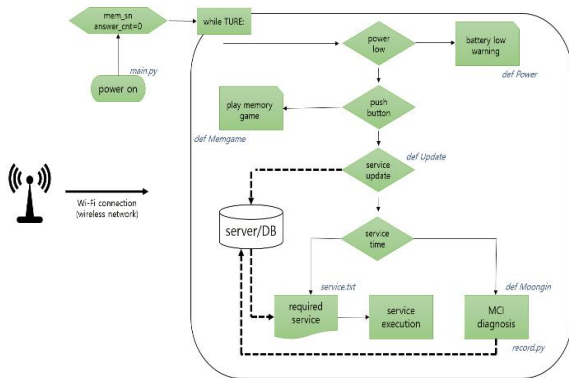 mem_sn
answer_cnt=0
while TURE:
main.py
power on
power
low
battery low
warning
def Power
play memory
game
push
button
def Memgame
service
update
def Update
Wi-Fi connection
(wireless network)
server/DB
service
time
service.txt
def Moongin
required
service
service
execution
MCI
diagnosis
record.py